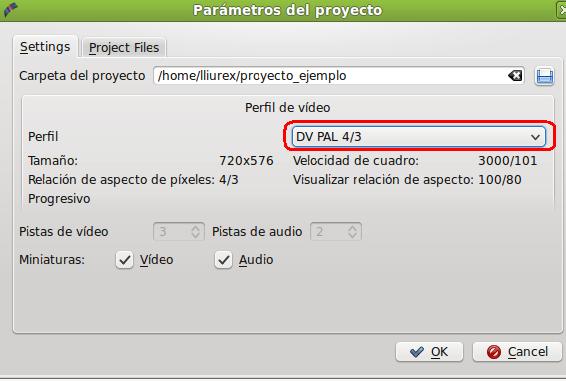 Parámetros del proyecto
Settings Project Files
Carpeta del proyecto /home/lliurex/proyecto_ejemplo
Perfil de vídeo
Perfil DV PAL 4/3
Tamaño: 720x576 Velocidad de cuadro: 3000/101
Relación de aspecto de píxeles: 4/3 Visualizar relación de aspecto: 100/80
Progresivo
Pistas de vídeo 3 Pistas de audio 2
Miniaturas: Vídeo Audio
OK Cancel